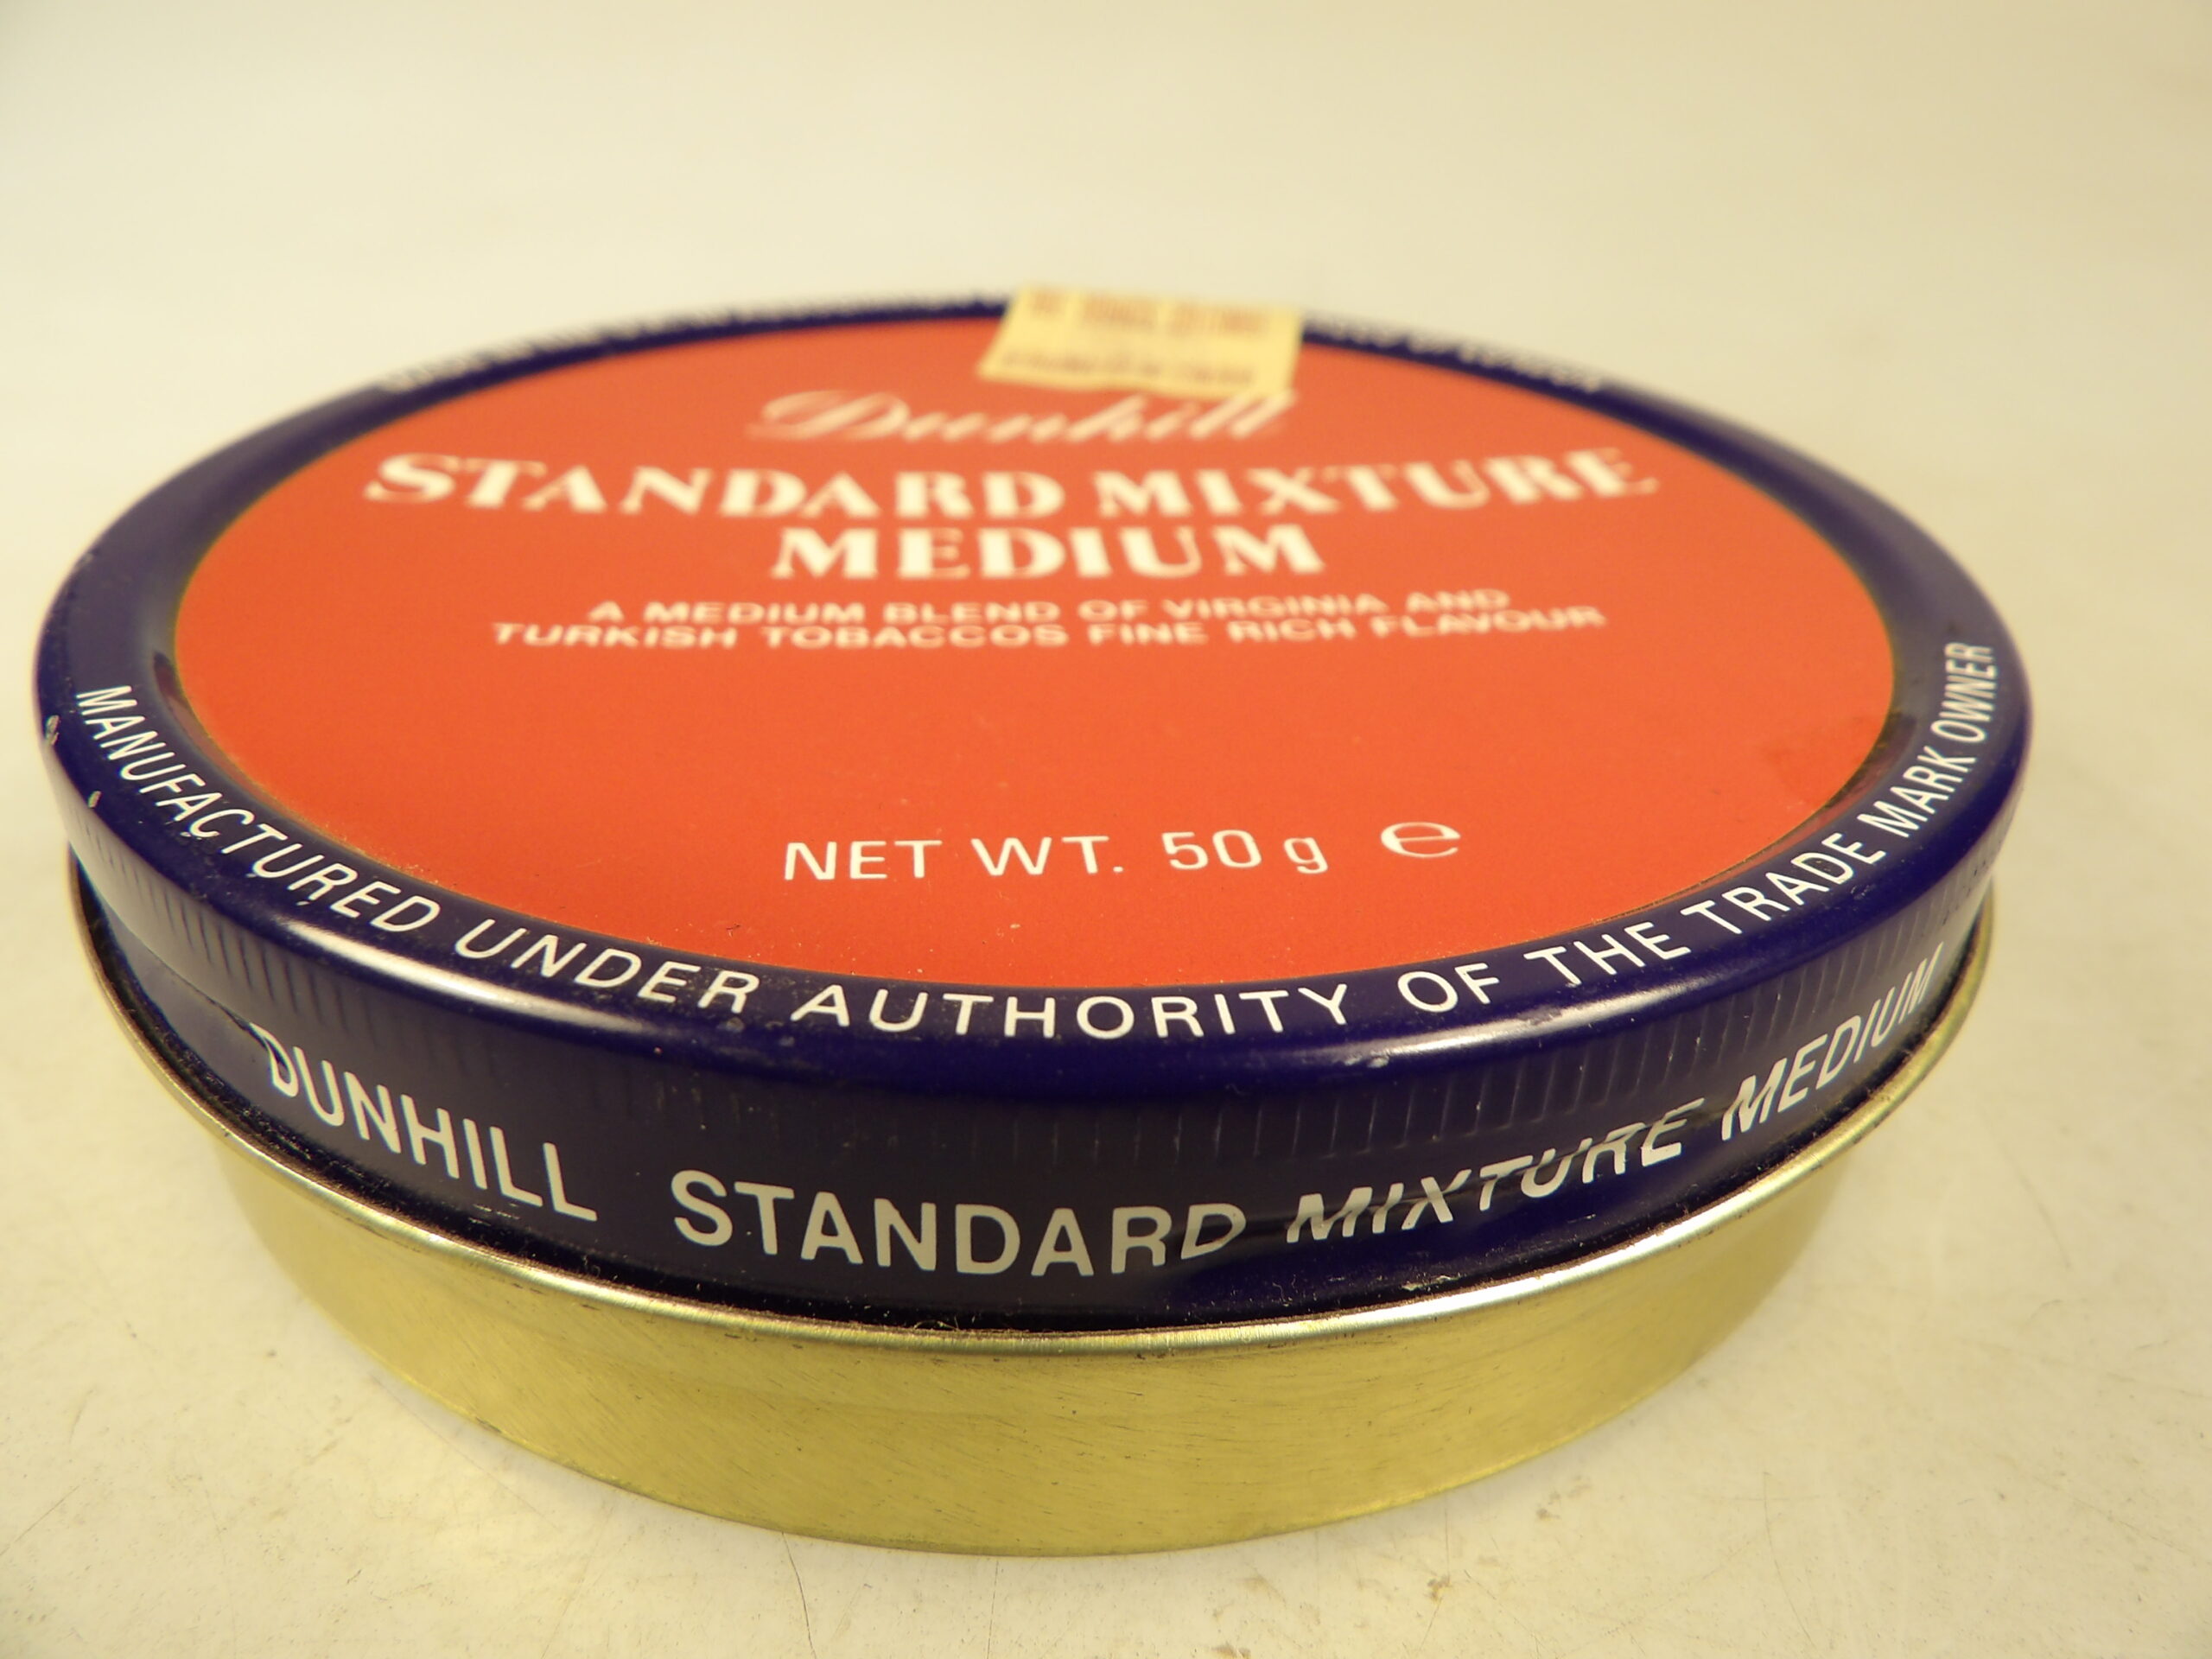 Dunhill
STANDARD MIXTURE
MEDIUM
A MEDIUM BLEND OF VIRGINIA AND
TURKISH TOBACCOS FINE RICH FLAVOUR
NET WT. 50 g ℮
MANUFACTURED UNDER AUTHORITY OF THE TRADE MARK OWNER
DUNHILL STANDARD MIXTURE MEDIUM